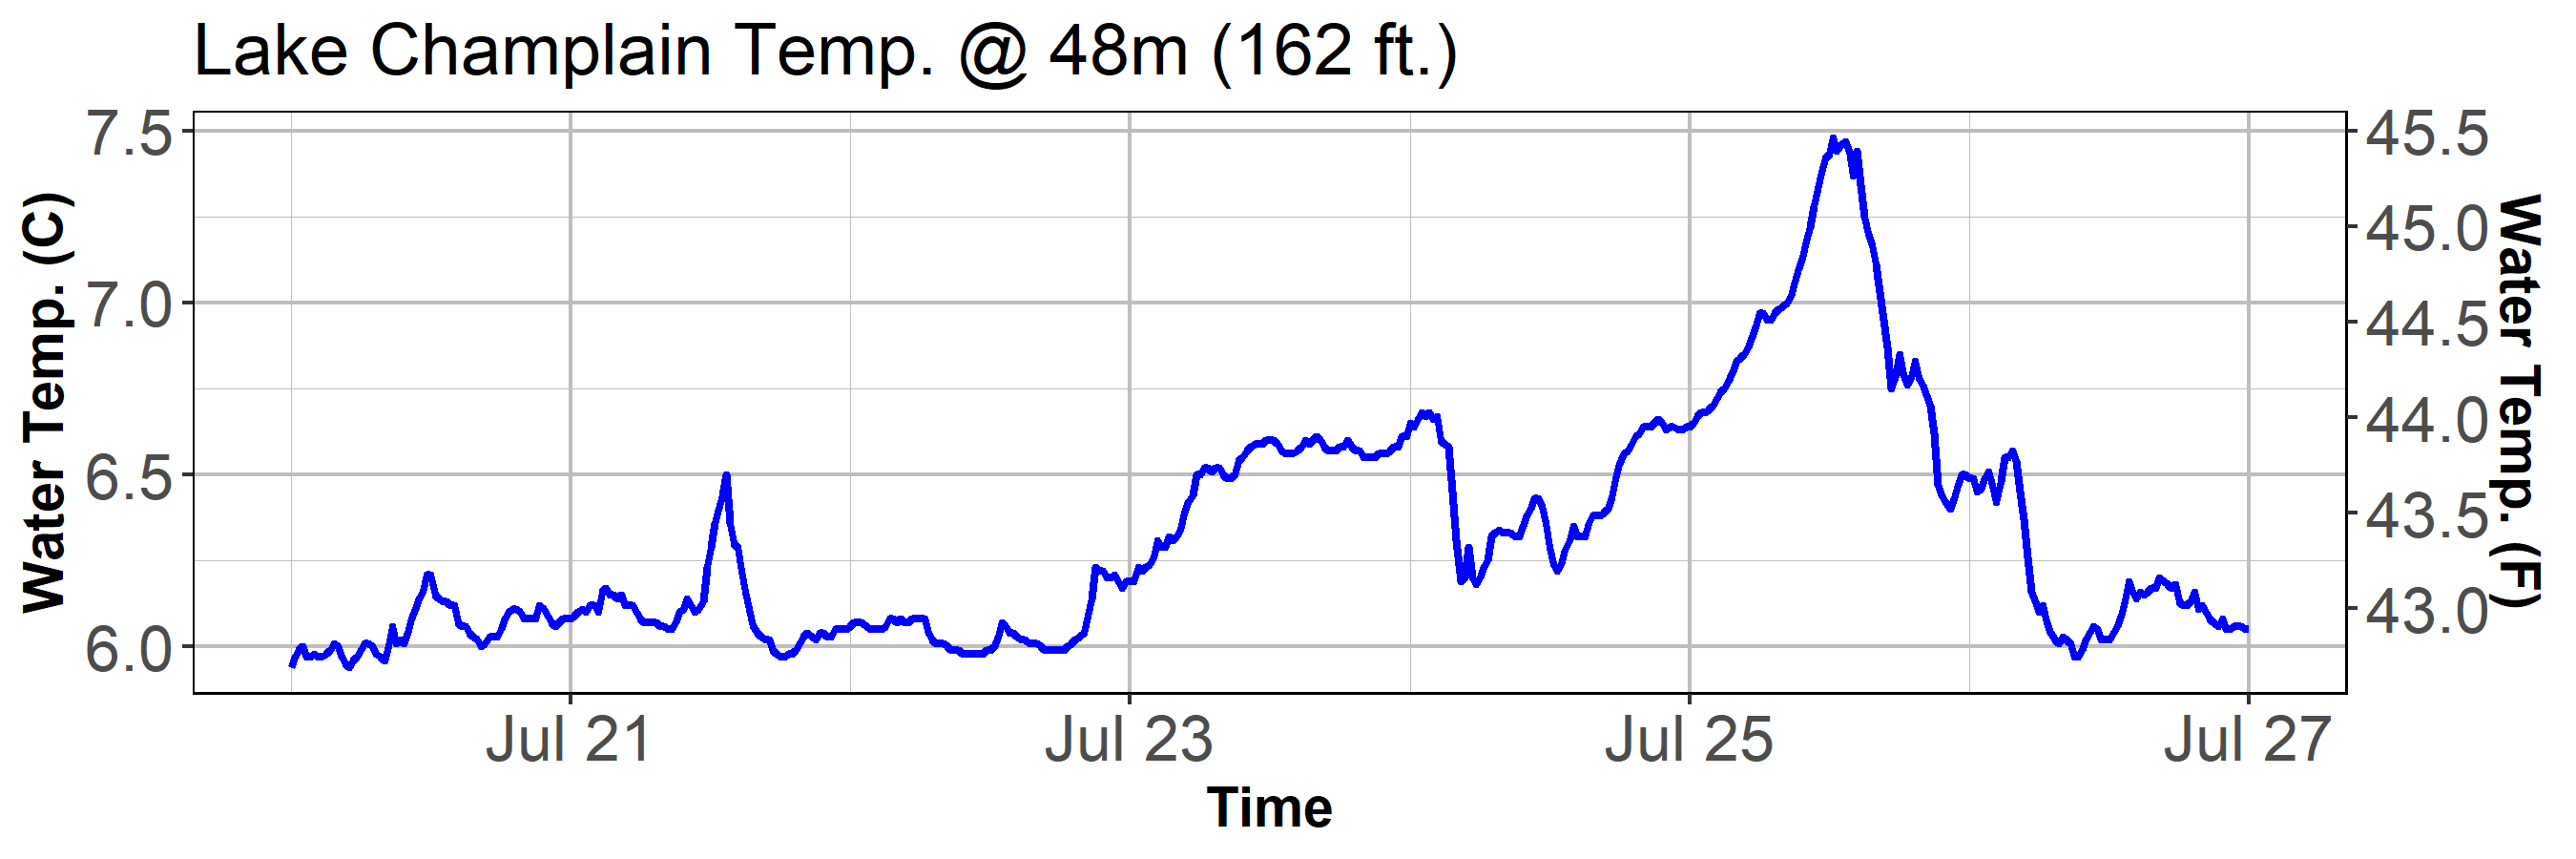 Lake Champlain Temp. @ 48m (162 ft.)
Water Temp. (C)
7.5
7.0
6.5
6.0
45.5
45.0
44.5
44.0
43.5
43.0
Water Temp. (F)
Jul 21
Jul 23
Jul 25
Jul 27
Time